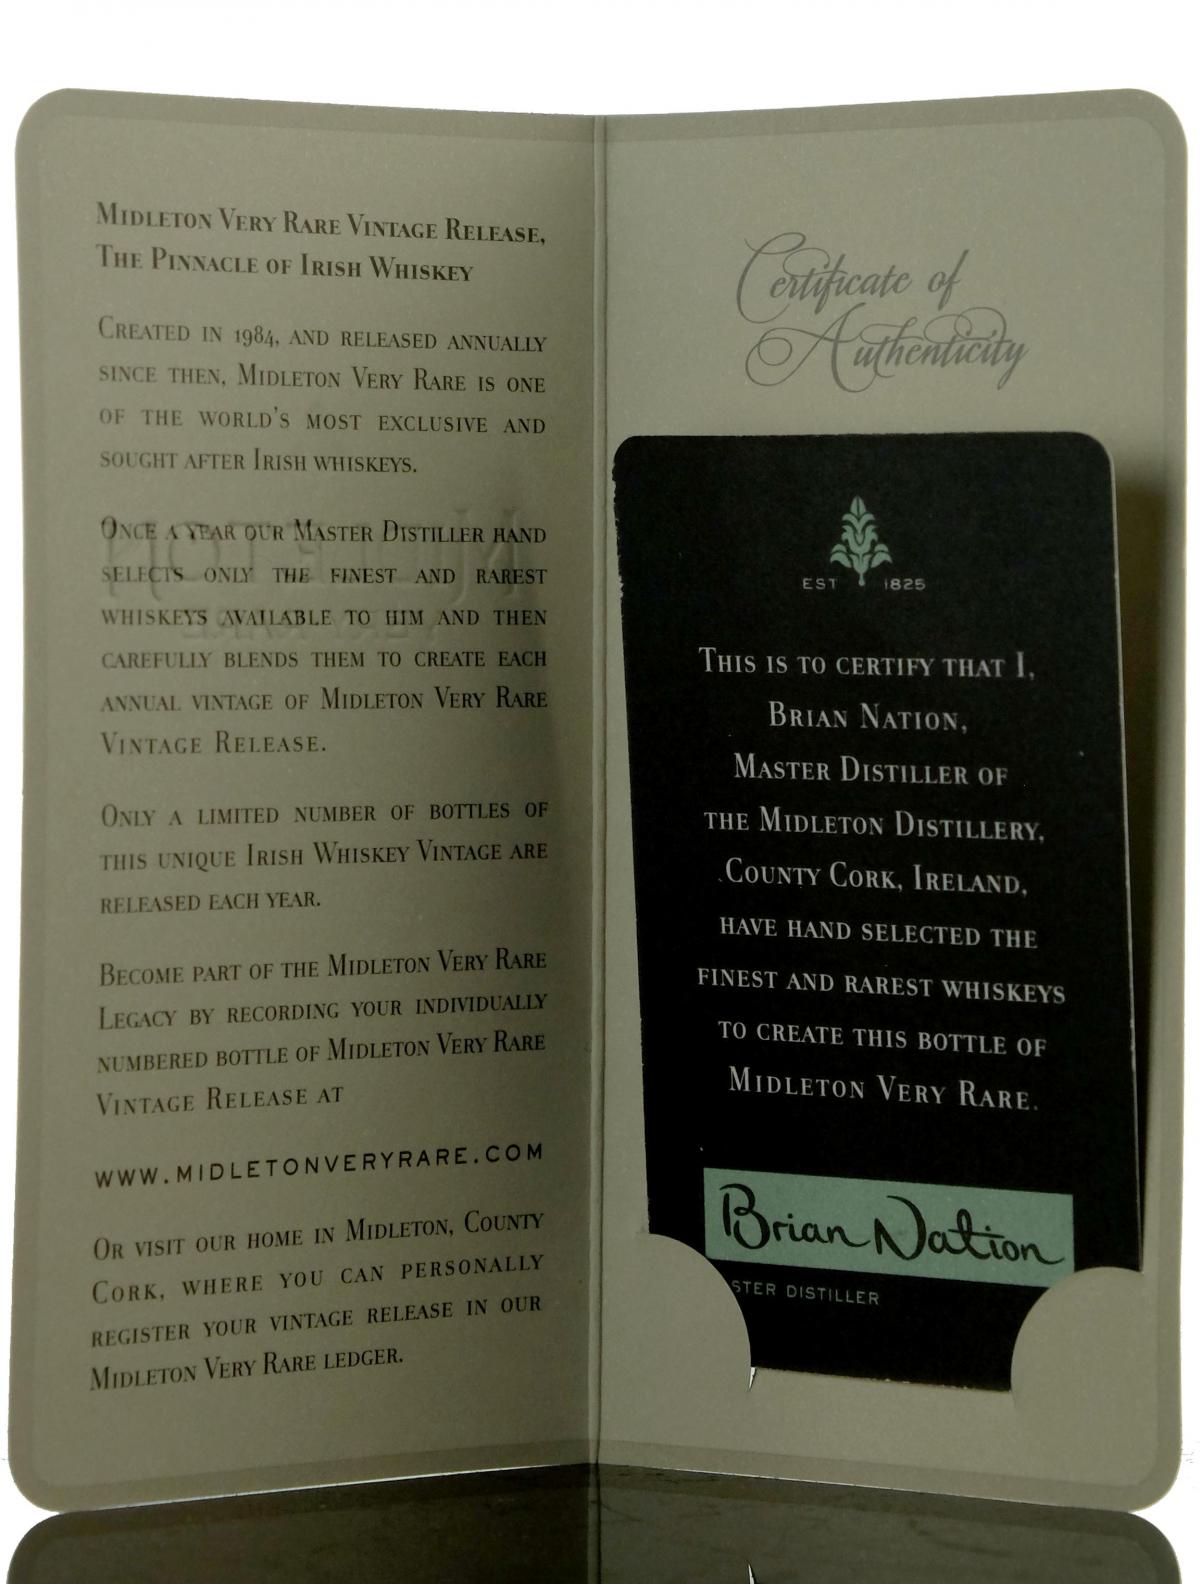 Midleton Very Rare Vintage Release,
The Pinnacle of Irish Whiskey
Created in 1984, and released annually
since then, Midleton Very Rare is one
of the world's most exclusive and
sought after Irish whiskeys.
Once a year our Master Distiller hand
selects only the finest and rarest
whiskeys available to him and then
carefully blends them to create each
annual vintage of Midleton Very Rare
Vintage Release.
Only a limited number of bottles of
this unique Irish Whiskey Vintage are
released each year.
Become part of the Midleton Very Rare
Legacy by recording your individually
numbered bottle of Midleton Very Rare
Vintage Release at
www.midletonveryrare.com
Or visit our home in Midleton, County
Cork, where you can personally
register your vintage release in our
Midleton Very Rare ledger.
Certificate of
Authenticity
EST 1825
This is to certify that I,
Brian Nation,
Master Distiller of
the Midleton Distillery,
County Cork, Ireland,
have hand selected the
finest and rarest whiskeys
to create this bottle of
Midleton Very Rare.
Brian Nation
STER DISTILLER